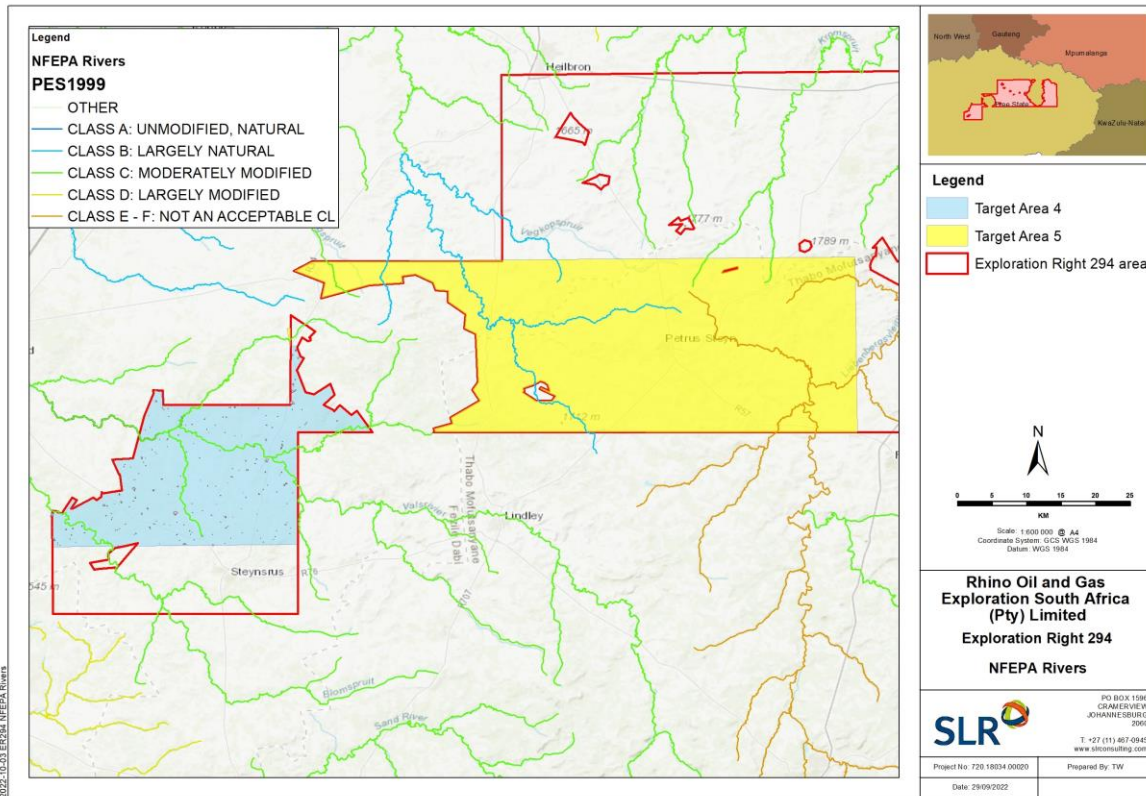 Legend
NFEPA Rivers
PES1999
OTHER
CLASS A: UNMODIFIED, NATURAL
CLASS B: LARGELY NATURAL
CLASS C: MODERATELY MODIFIED
CLASS D: LARGELY MODIFIED
CLASS E - F: NOT AN ACCEPTABLE CL
Heilbron
Kromspruit
1665 m
Vegkopspruit
1789 m
Thabo Mofutsanyane
Petrus Steyn
R57
1712 m
Thabo Mofutsanyane
Fezile Dabi
Valsrivier
Lindley
Steynsrus
R76
545 m
R707
Blomspruit
Sand River
2022-10-03 ER294 NFEPA Rivers
North West
Gauteng
Mpumalanga
Free State
KwaZulu-Natal
Legend
Target Area 4
Target Area 5
Exploration Right 294 area
N
0 5 10 15 20 25
KM
Scale: 1:600 000 @ A4
Coordinate System: GCS WGS 1984
Datum: WGS 1984
Rhino Oil and Gas
Exploration South Africa
(Pty) Limited
Exploration Right 294
NFEPA Rivers
SLR
PO BOX 1596
CRAMERVIEW
JOHANNESBURG
2060
T: +27 (11) 467-0945
www.slrconsulting.com
Project No: 720.18034.00020
Prepared By: TW
Date: 29/09/2022